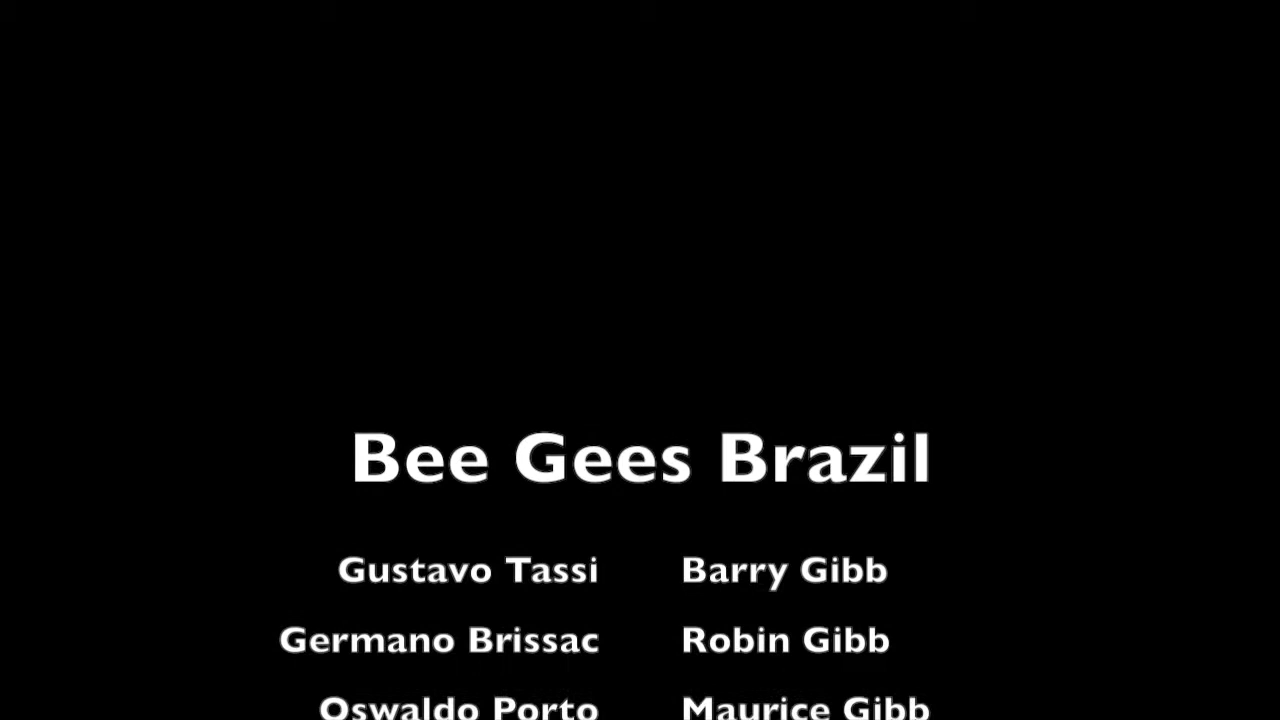 Bee Gees Brazil
Gustavo Tassi Barry Gibb
Germano Brissac Robin Gibb
Oswaldo Porto Maurice Gibb